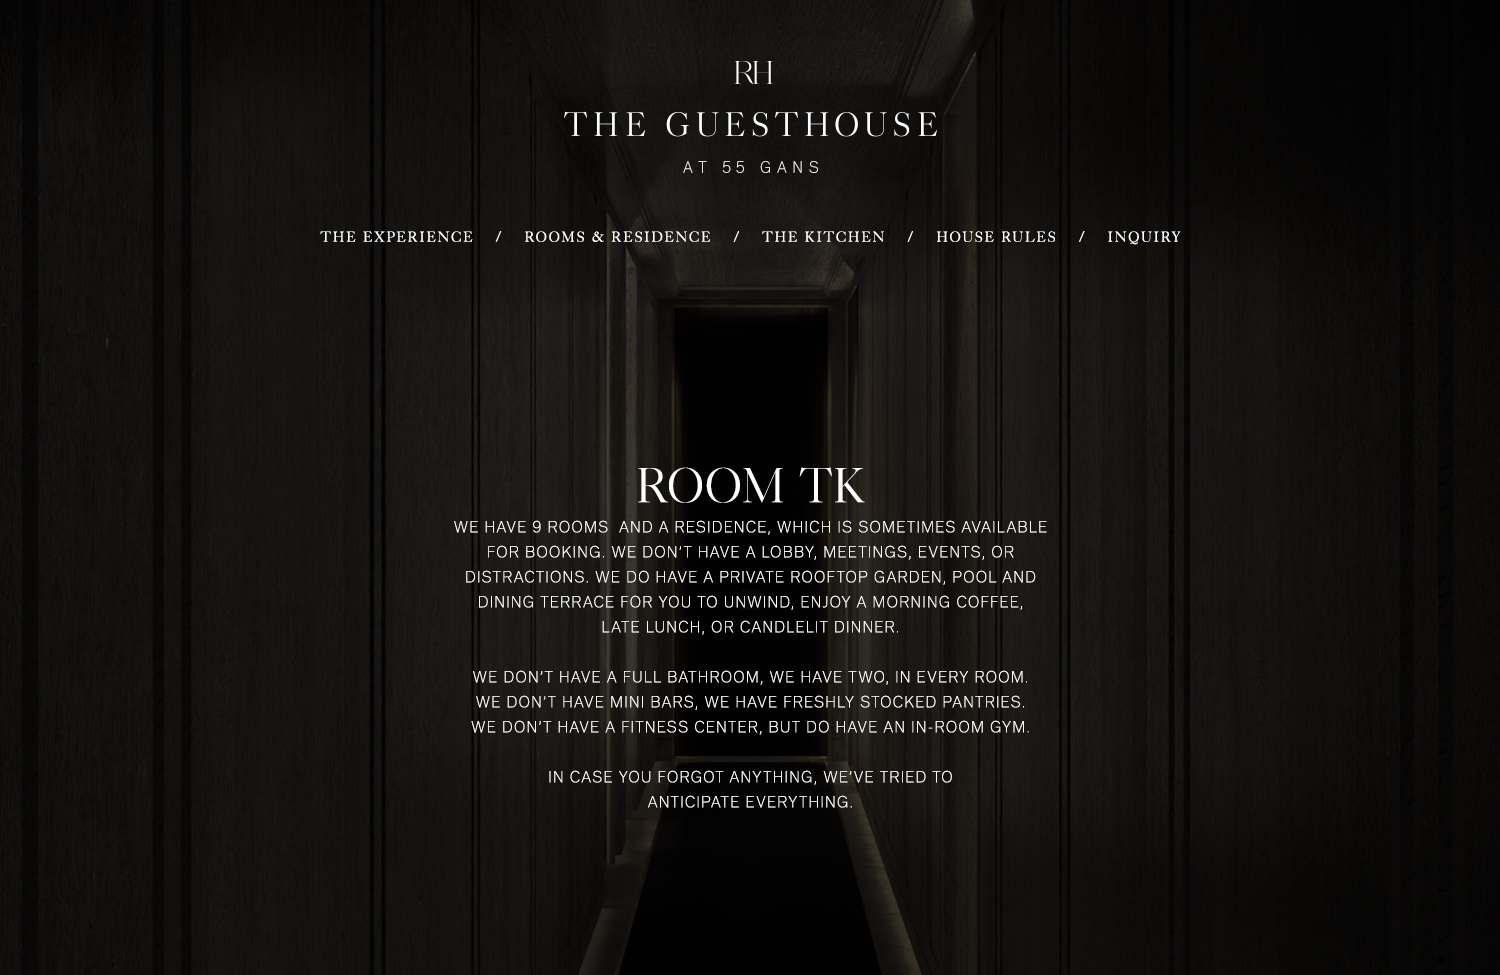 RH
THE GUESTHOUSE
AT 55 GANS
THE EXPERIENCE / ROOMS & RESIDENCE / THE KITCHEN / HOUSE RULES / INQUIRY
ROOM TK
WE HAVE 9 ROOMS  AND A RESIDENCE, WHICH IS SOMETIMES AVAILABLE
FOR BOOKING. WE DON'T HAVE A LOBBY, MEETINGS, EVENTS, OR
DISTRACTIONS. WE DO HAVE A PRIVATE ROOFTOP GARDEN, POOL AND
DINING TERRACE FOR YOU TO UNWIND, ENJOY A MORNING COFFEE,
LATE LUNCH, OR CANDLELIT DINNER.
WE DON'T HAVE A FULL BATHROOM, WE HAVE TWO, IN EVERY ROOM.
WE DON'T HAVE MINI BARS, WE HAVE FRESHLY STOCKED PANTRIES.
WE DON'T HAVE A FITNESS CENTER, BUT DO HAVE AN IN-ROOM GYM.
IN CASE YOU FORGOT ANYTHING, WE'VE TRIED TO
ANTICIPATE EVERYTHING.